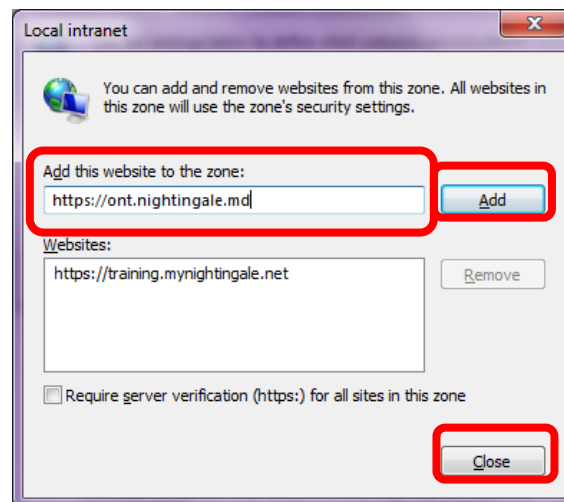 Local intranet
You can add and remove websites from this zone. All websites in
this zone will use the zone's security settings.
Add this website to the zone:
https://ont.nightingale.md
Add
Websites:
https://training.mynightingale.net
Remove
Require server verification (https:) for all sites in this zone
Close